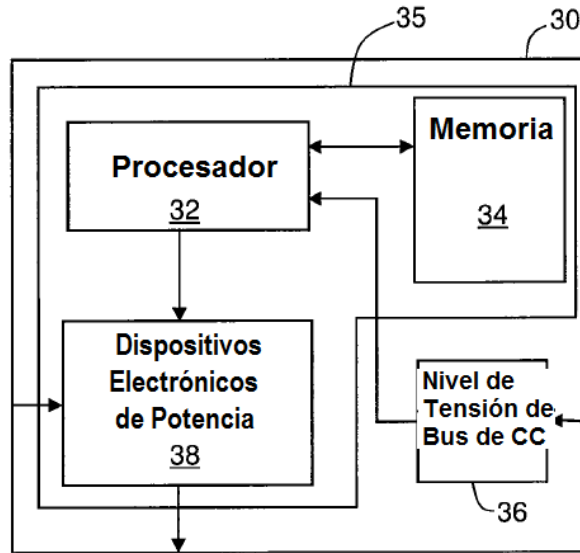 35
30
Procesador
32
Memoria
34
Dispositivos
Electrónicos
de Potencia
38
Nivel de
Tensión de
Bus de CC
36